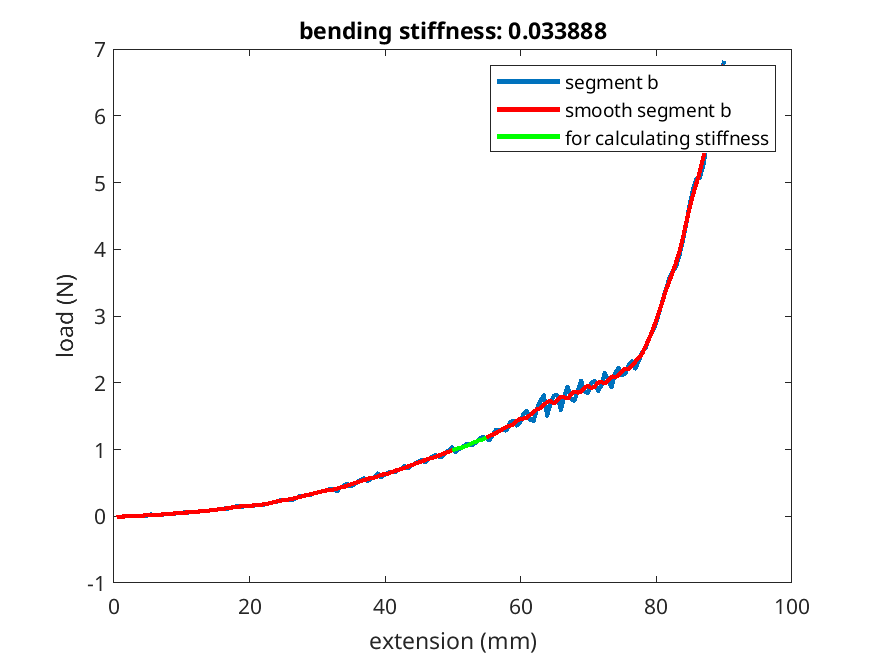 bending stiffness: 0.033888
7
6
5
4
3
2
1
0
-1
load (N)
segment b
smooth segment b
for calculating stiffness
0 20 40 60 80 100
extension (mm)